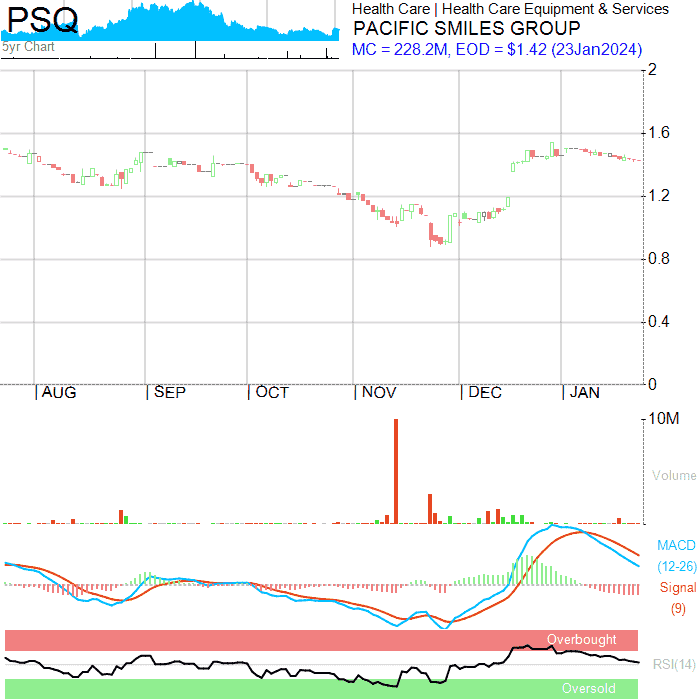 PSQ
5yr Chart
Health Care | Health Care Equipment & Services
PACIFIC SMILES GROUP
MC = 228.2M, EOD = $1.42 (23Jan2024)
2
1.6
1.2
0.8
0.4
0
AUG
SEP
OCT
NOV
DEC
JAN
10M
Volume
MACD
(12-26)
Signal
(9)
Overbought
RSI(14)
Oversold